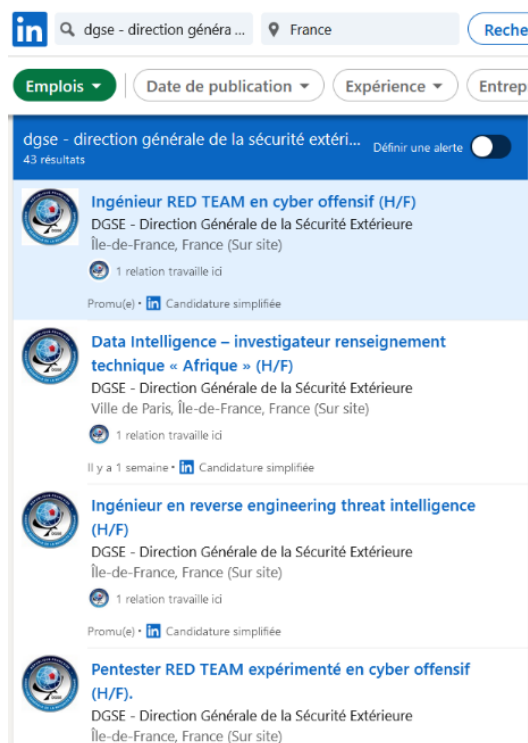 in
dgse - direction généra ...
France
Reche
Emplois
Date de publication
Expérience
Entrep
dgse - direction générale de la sécurité extéri...
Définir une alerte
43 résultats
Ingénieur RED TEAM en cyber offensif (H/F)
DGSE - Direction Générale de la Sécurité Extérieure
Île-de-France, France (Sur site)
1 relation travaille ici
Promu(e) • in Candidature simplifiée
Data Intelligence – investigateur renseignement
technique « Afrique » (H/F)
DGSE - Direction Générale de la Sécurité Extérieure
Ville de Paris, Île-de-France, France (Sur site)
1 relation travaille ici
Il y a 1 semaine • in Candidature simplifiée
Ingénieur en reverse engineering threat intelligence
(H/F)
DGSE - Direction Générale de la Sécurité Extérieure
Île-de-France, France (Sur site)
1 relation travaille ici
Promu(e) • in Candidature simplifiée
Pentester RED TEAM expérimenté en cyber offensif
(H/F).
DGSE - Direction Générale de la Sécurité Extérieure
Île-de-France, France (Sur site)